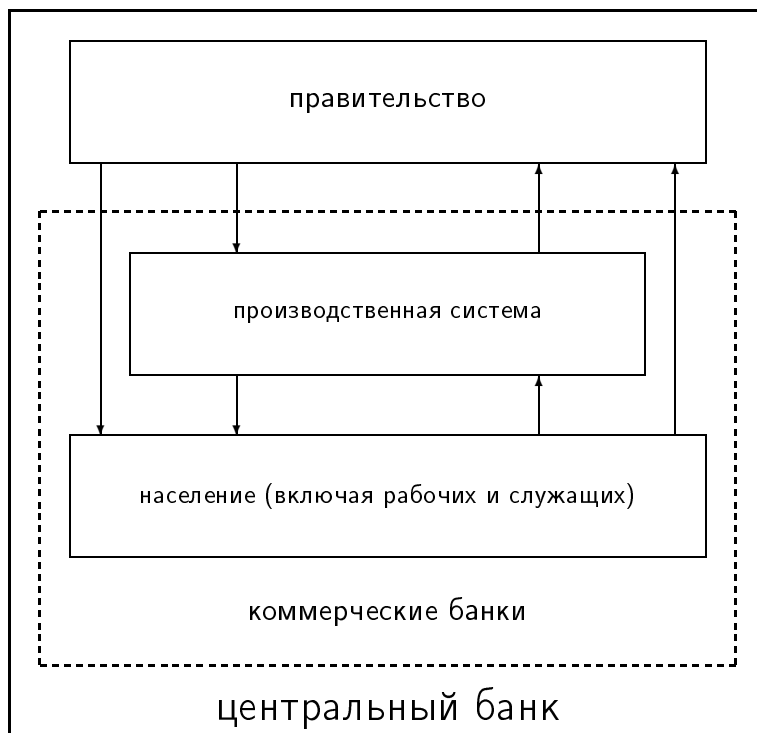 правительство
производственная система
население (включая рабочих и служащих)
коммерческие банки
центральный банк